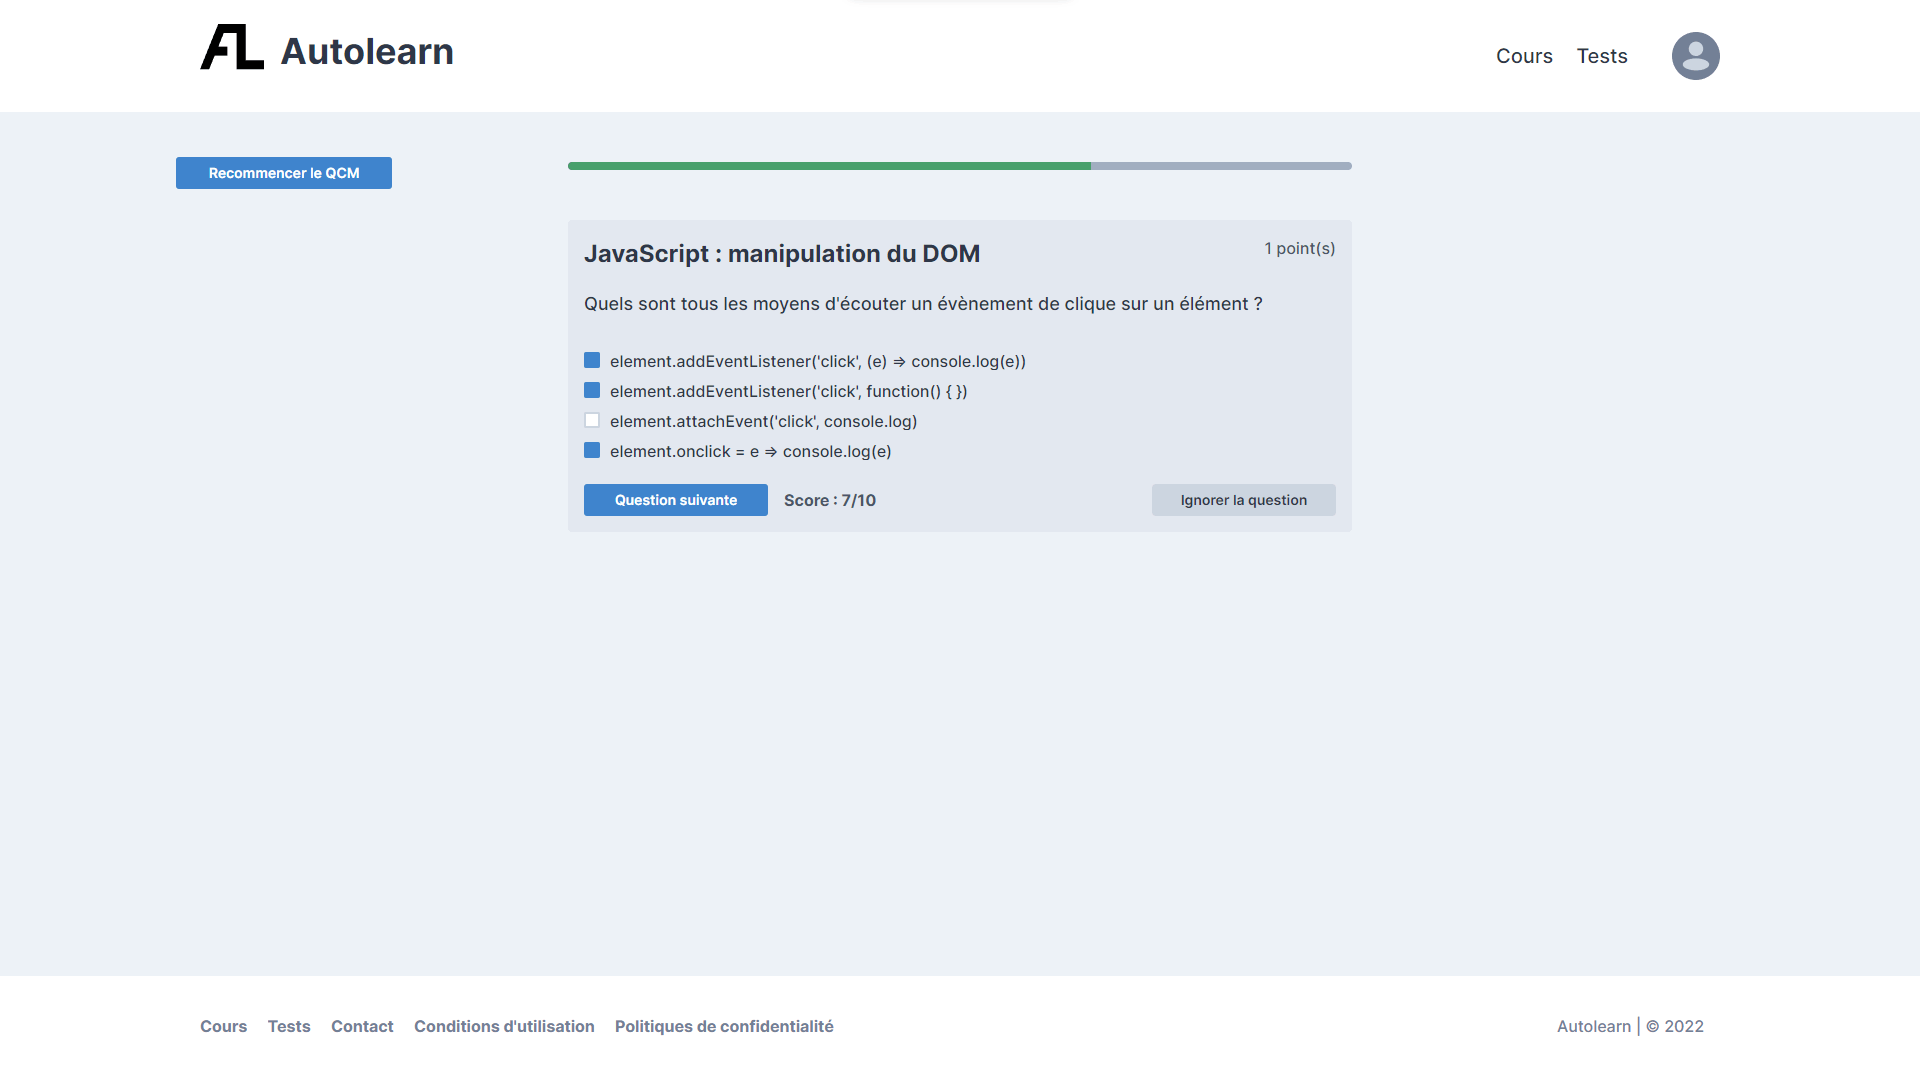 AL Autolearn
Cours Tests
Recommencer le QCM
JavaScript : manipulation du DOM
1 point(s)
Quels sont tous les moyens d'écouter un évènement de clique sur un élément ?
element.addEventListener('click', (e) => console.log(e))
element.addEventListener('click', function() { })
element.attachEvent('click', console.log)
element.onclick = e => console.log(e)
Question suivante Score : 7/10 Ignorer la question
Cours Tests Contact Conditions d'utilisation Politiques de confidentialité
Autolearn | © 2022